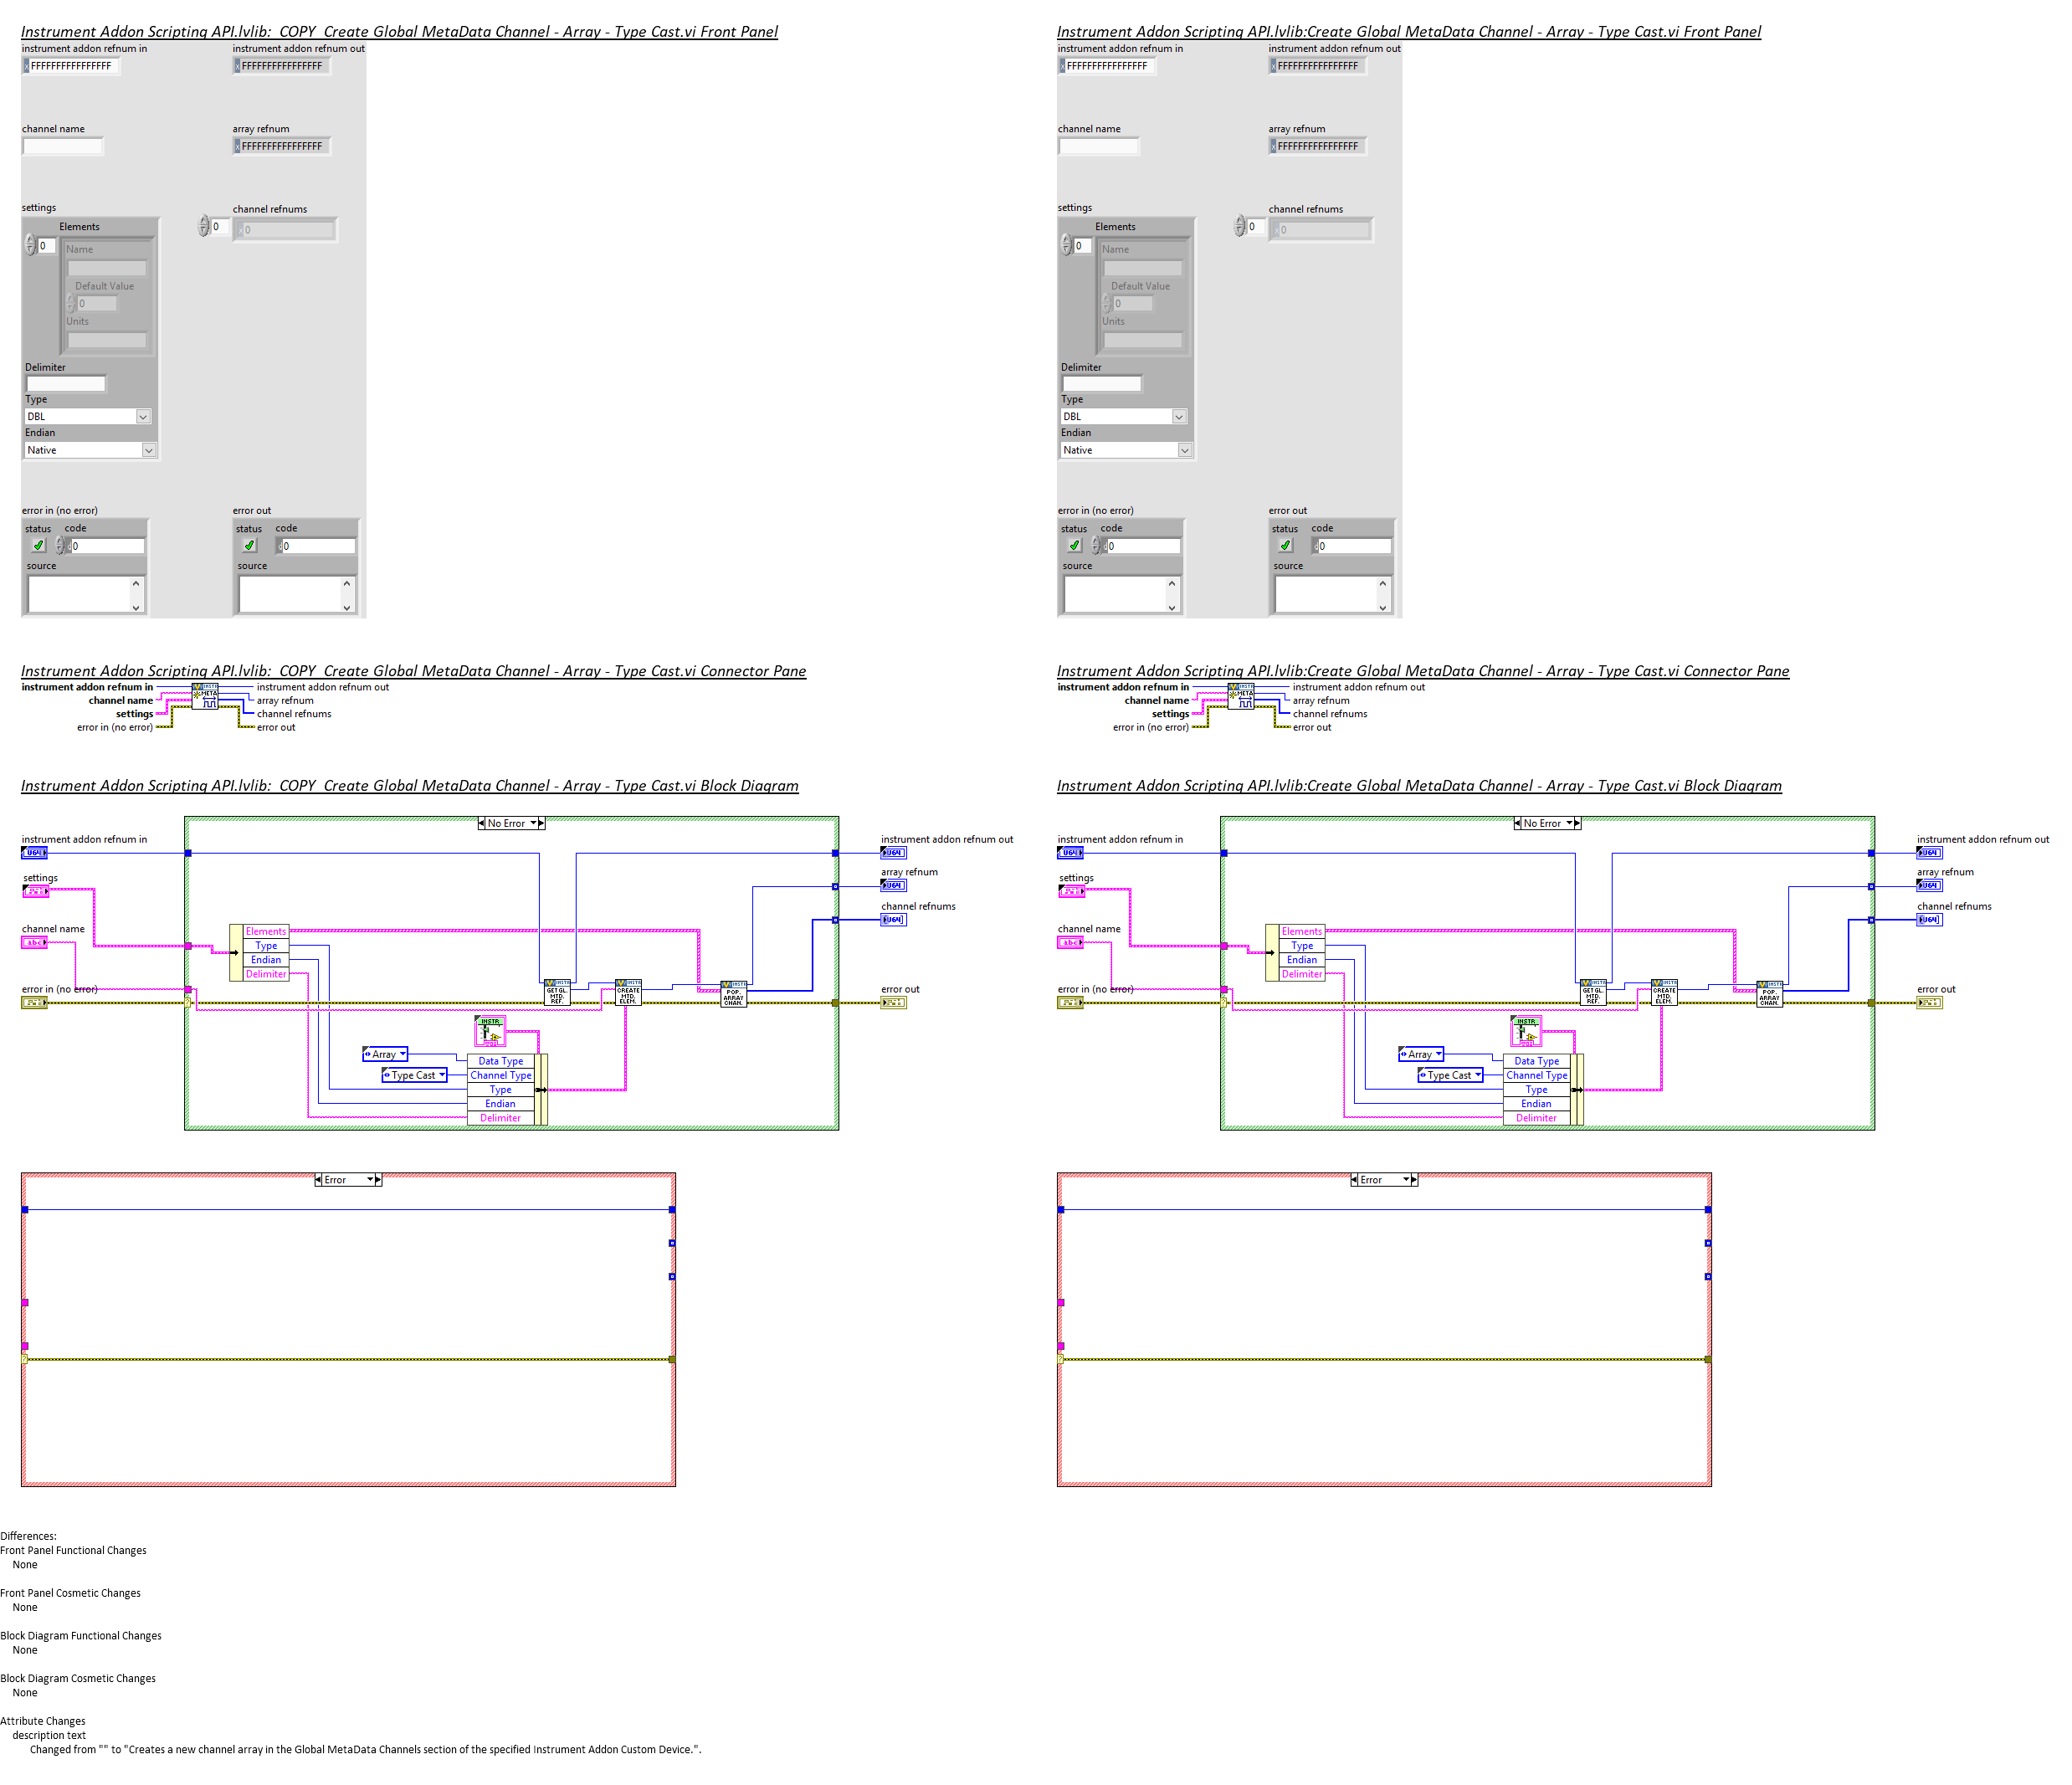 Instrument Addon Scripting API.lvlib:  COPY  Create Global MetaData Channel - Array - Type Cast.vi Front Panel
instrument addon refnum in
instrument addon refnum out
x FFFFFFFFFFFFFFFF
x FFFFFFFFFFFFFFFF
channel name
array refnum
x FFFFFFFFFFFFFFFF
settings
channel refnums
Elements
0
x 0
0
Name
Default Value
0
Units
Delimiter
Type
DBL
Endian
Native
error in (no error)
error out
status code
status code
d0
d0
source
source
Instrument Addon Scripting API.lvlib:Create Global MetaData Channel - Array - Type Cast.vi Front Panel
instrument addon refnum in
instrument addon refnum out
x FFFFFFFFFFFFFFFF
x FFFFFFFFFFFFFFFF
channel name
array refnum
x FFFFFFFFFFFFFFFF
settings
channel refnums
Elements
0
x 0
0
Name
Default Value
0
Units
Delimiter
Type
DBL
Endian
Native
error in (no error)
error out
status code
status code
d0
d0
source
source
Instrument Addon Scripting API.lvlib:  COPY  Create Global MetaData Channel - Array - Type Cast.vi Connector Pane
instrument addon refnum in
channel name
settings
error in (no error)
INSTR
META
instrument addon refnum out
array refnum
channel refnums
error out
Instrument Addon Scripting API.lvlib:Create Global MetaData Channel - Array - Type Cast.vi Connector Pane
instrument addon refnum in
channel name
settings
error in (no error)
INSTR
META
instrument addon refnum out
array refnum
channel refnums
error out
Instrument Addon Scripting API.lvlib:  COPY  Create Global MetaData Channel - Array - Type Cast.vi Block Diagram
No Error
instrument addon refnum in
U64
instrument addon refnum out
U64
settings
array refnum
U64
channel refnums
U64
channel name
abc
Elements
Type
Endian
Delimiter
error in (no error)
?
INSTR
GET GL.
MTD.
REF.
INSTR
CREATE
MTD.
ELEM.
INSTR
POP.
ARRAY
CHAN.
error out
INSTR
Array
Type Cast
Data Type
Channel Type
Type
Endian
Delimiter
Error
?
Instrument Addon Scripting API.lvlib:Create Global MetaData Channel - Array - Type Cast.vi Block Diagram
No Error
instrument addon refnum in
U64
instrument addon refnum out
U64
settings
array refnum
U64
channel refnums
U64
channel name
abc
Elements
Type
Endian
Delimiter
error in (no error)
?
INSTR
GET GL.
MTD.
REF.
INSTR
CREATE
MTD.
ELEM.
INSTR
POP.
ARRAY
CHAN.
error out
INSTR
Array
Type Cast
Data Type
Channel Type
Type
Endian
Delimiter
Error
?
Differences:
Front Panel Functional Changes
None
Front Panel Cosmetic Changes
None
Block Diagram Functional Changes
None
Block Diagram Cosmetic Changes
None
Attribute Changes
description text
Changed from "" to "Creates a new channel array in the Global MetaData Channels section of the specified Instrument Addon Custom Device.".